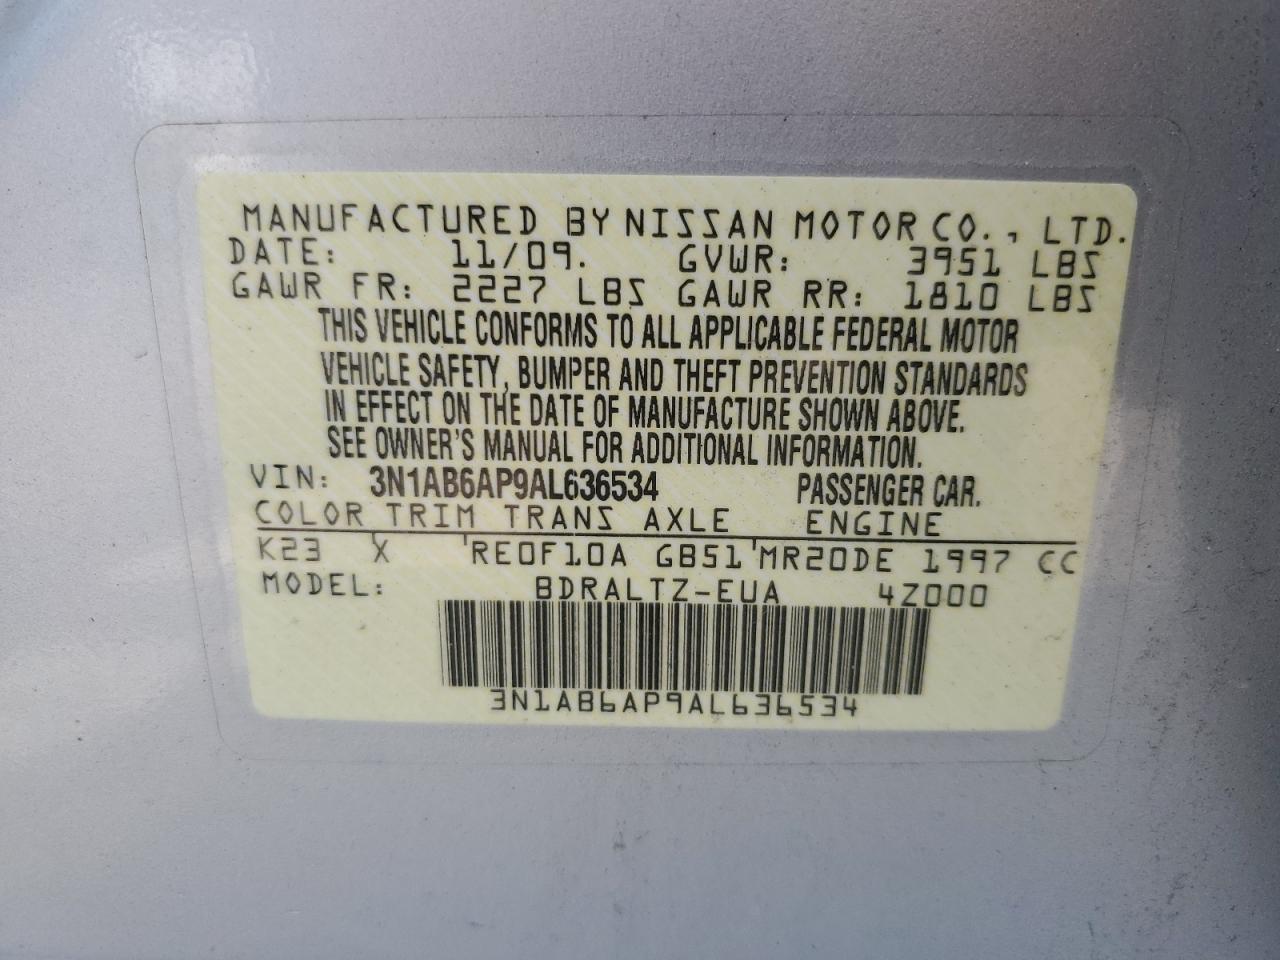 MANUFACTURED BY NISSAN MOTOR CO., LTD.
DATE: 11/09. GVWR: 3951 LBS
GAWR FR: 2227 LBS GAWR RR: 1810 LBS
THIS VEHICLE CONFORMS TO ALL APPLICABLE FEDERAL MOTOR
VEHICLE SAFETY, BUMPER AND THEFT PREVENTION STANDARDS
IN EFFECT ON THE DATE OF MANUFACTURE SHOWN ABOVE.
SEE OWNER'S MANUAL FOR ADDITIONAL INFORMATION.
VIN: 3N1AB6AP9AL636534 PASSENGER CAR.
COLOR TRIM TRANS AXLE ENGINE
K23 X 'RE0F10A GB51'MR20DE 1997 CC
MODEL: BDRALTZ-EUA 4Z000
3N1AB6AP9AL636534